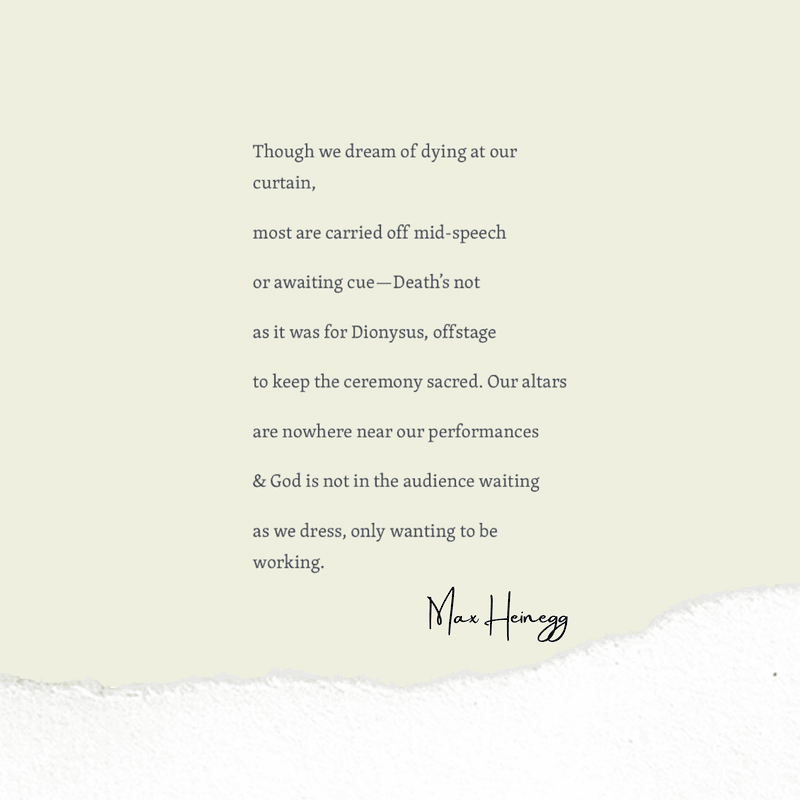 Though we dream of dying at our
curtain,
most are carried off mid-speech
or awaiting cue—Death’s not
as it was for Dionysus, offstage
to keep the ceremony sacred. Our altars
are nowhere near our performances
& God is not in the audience waiting
as we dress, only wanting to be
working.
Max Heinegg